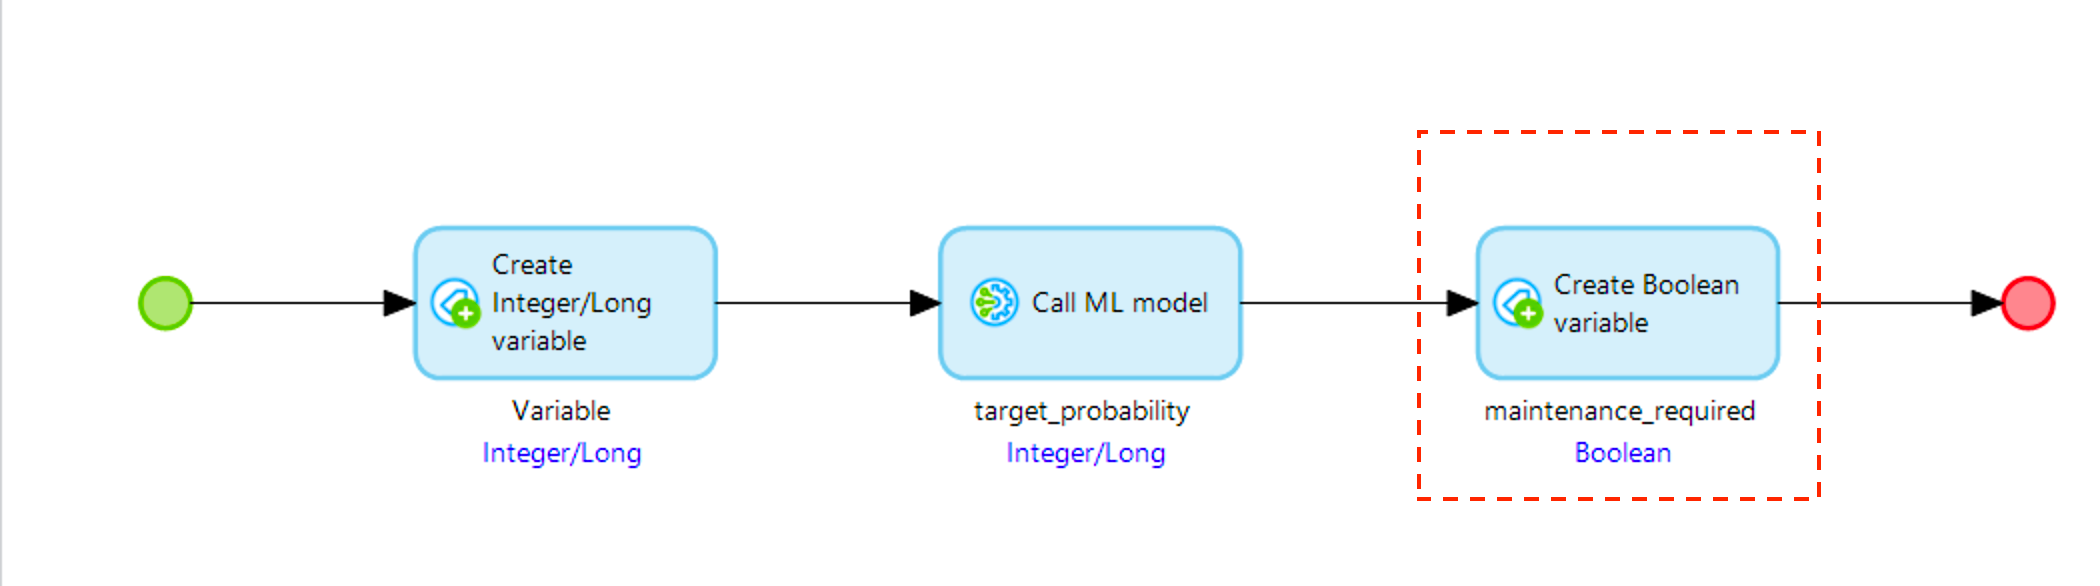 Create
Integer/Long
variable
Variable
Integer/Long
Call ML model
target_probability
Integer/Long
Create Boolean
variable
maintenance_required
Boolean